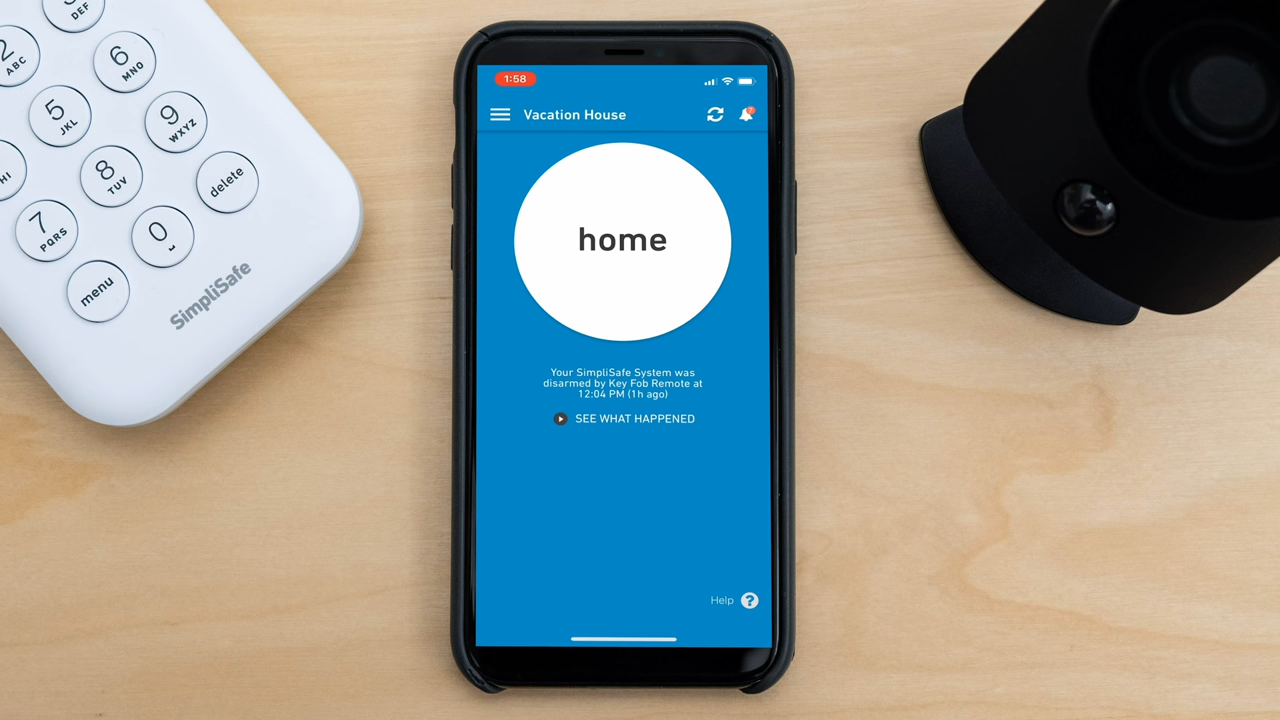 DEF
2
ABC
6
MNO
5
JKL
9
WXYZ
HI
8
TUV
delete
7
PQRS
0
menu
SimpliSafe
1:58
Vacation House
home
Your SimpliSafe System was
disarmed by Key Fob Remote at
12:04 PM (1h ago)
SEE WHAT HAPPENED
Help ?